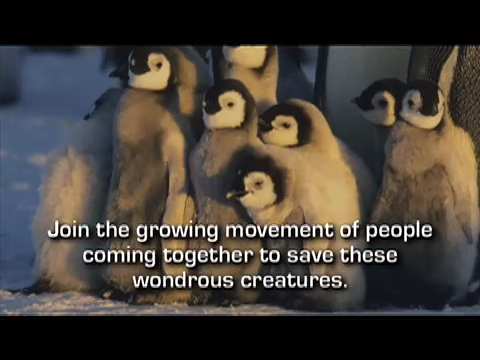 Join the growing movement of people
coming together to save these
wondrous creatures.